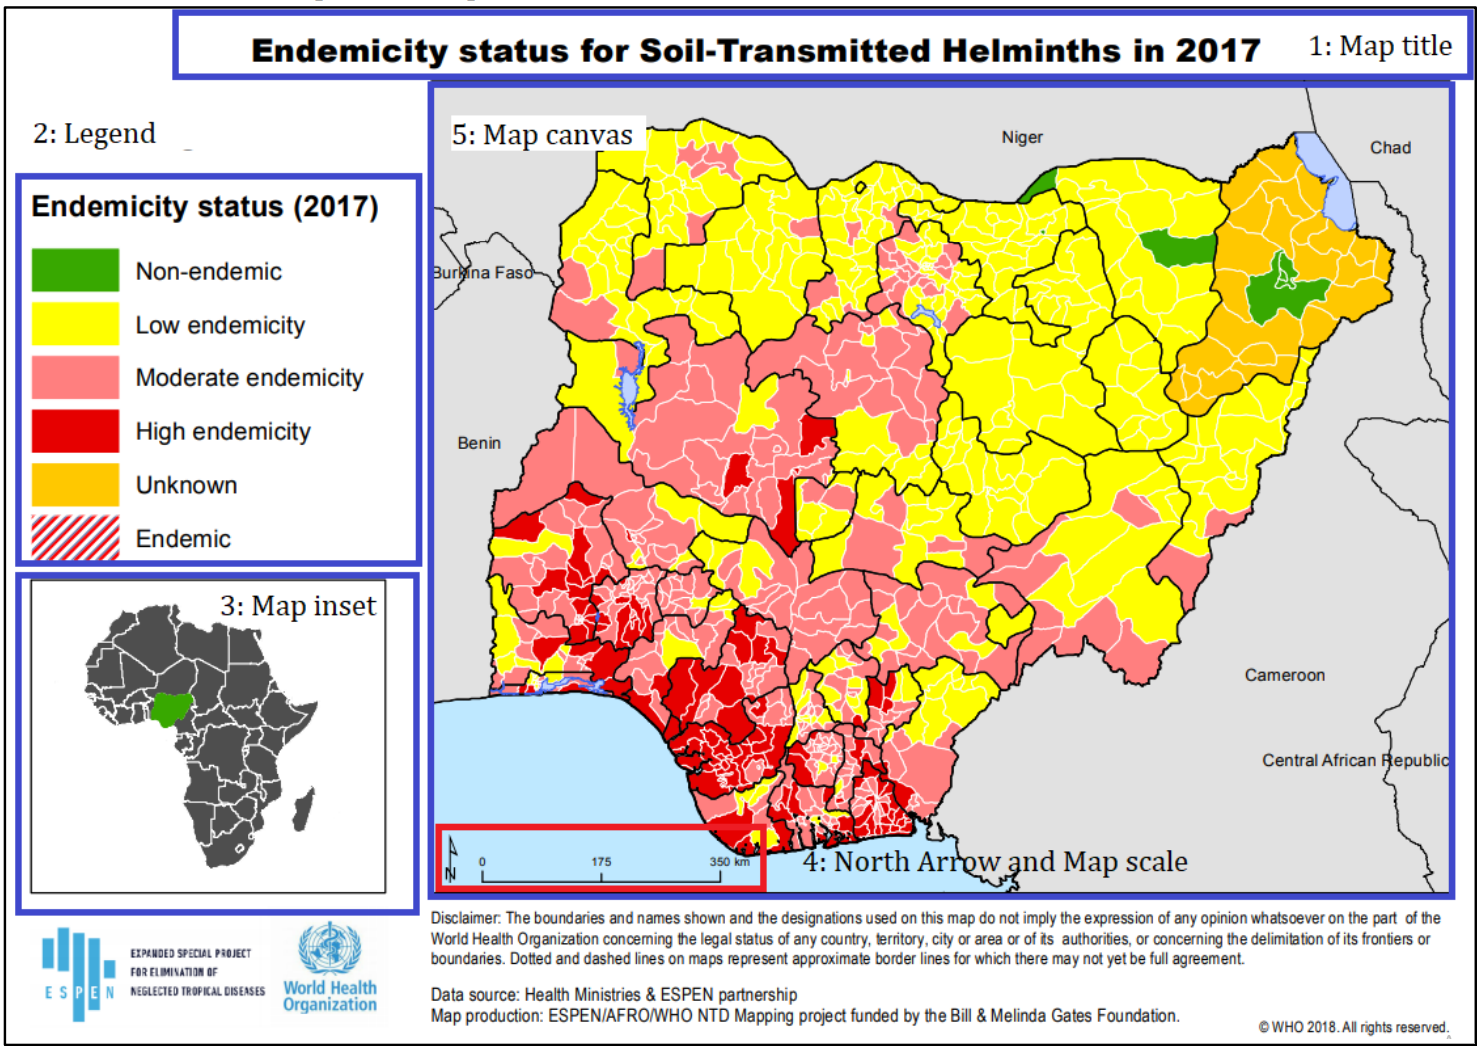 Endemicity status for Soil-Transmitted Helminths in 2017
1: Map title
2: Legend
Endemicity status (2017)
Non-endemic
Low endemicity
Moderate endemicity
High endemicity
Unknown
Endemic
3: Map inset
5: Map canvas
Niger
Chad
Burkina Faso
Benin
Cameroon
Central African Republic
N
0 175 350 km
4: North Arrow and Map scale
ESPEN
EXPANDED SPECIAL PROJECT
FOR ELIMINATION OF
NEGLECTED TROPICAL DISEASES
World Health
Organization
Disclaimer: The boundaries and names shown and the designations used on this map do not imply the expression of any opinion whatsoever on the part of the
World Health Organization concerning the legal status of any country, territory, city or area or of its authorities, or concerning the delimitation of its frontiers or
boundaries. Dotted and dashed lines on maps represent approximate border lines for which there may not yet be full agreement.
Data source: Health Ministries & ESPEN partnership
Map production: ESPEN/AFRO/WHO NTD Mapping project funded by the Bill & Melinda Gates Foundation.
© WHO 2018. All rights reserved.